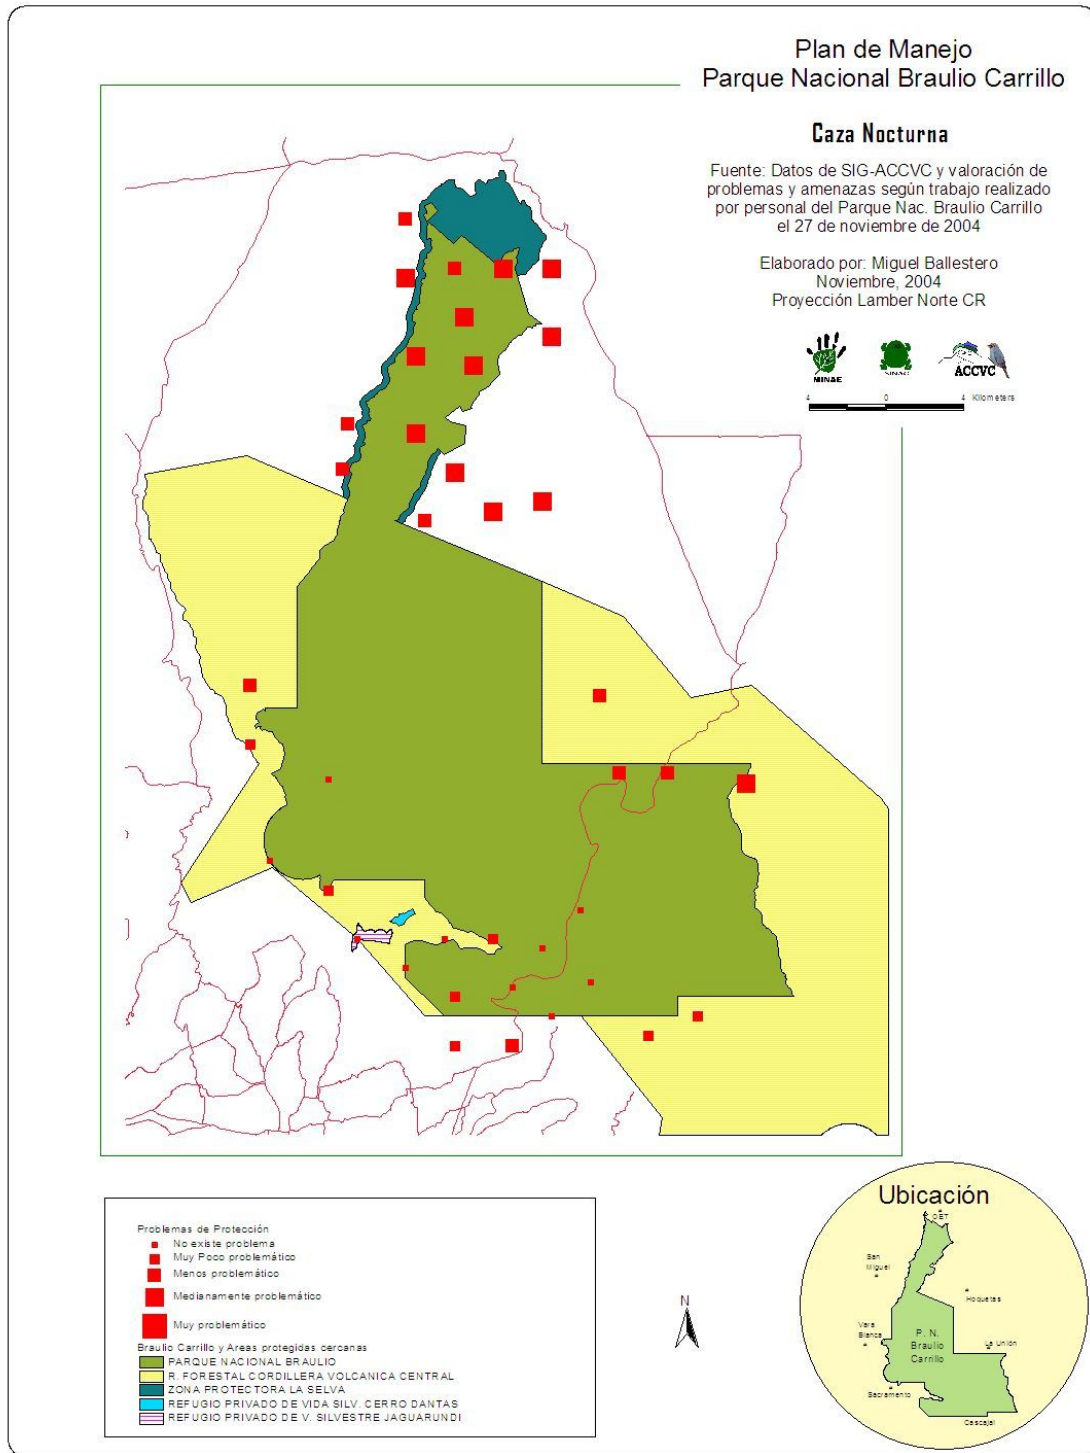 Plan de Manejo
Parque Nacional Braulio Carrillo
Caza Nocturna
Fuente: Datos de SIG-ACCVC y valoración de
problemas y amenazas según trabajo realizado
por personal del Parque Nac. Braulio Carrillo
el 27 de noviembre de 2004
Elaborado por: Miguel Ballestero
Noviembre, 2004
Proyección Lamber Norte CR
MINAE
SINAC
ACCVC
4 0 4 Kilometers
Problemas de Protección
No existe problema
Muy Poco problemático
Menos problemático
Medianamente problemático
Muy problemático
Braulio Carrillo y Areas protegidas cercanas
PARQUE NACIONAL BRAULIO
R. FORESTAL CORDILLERA VOLCANICA CENTRAL
ZONA PROTECTORA LA SELVA
REFUGIO PRIVADO DE VIDA SILV. CERRO DANTAS
REFUGIO PRIVADO DE V. SILVESTRE JAGUARUNDI
N
Ubicación
OET
San
Miguel
Hoquetas
Vara
Blanca
P. N.
Braulio
Carrillo
La Unión
Sacramento
Cascajal